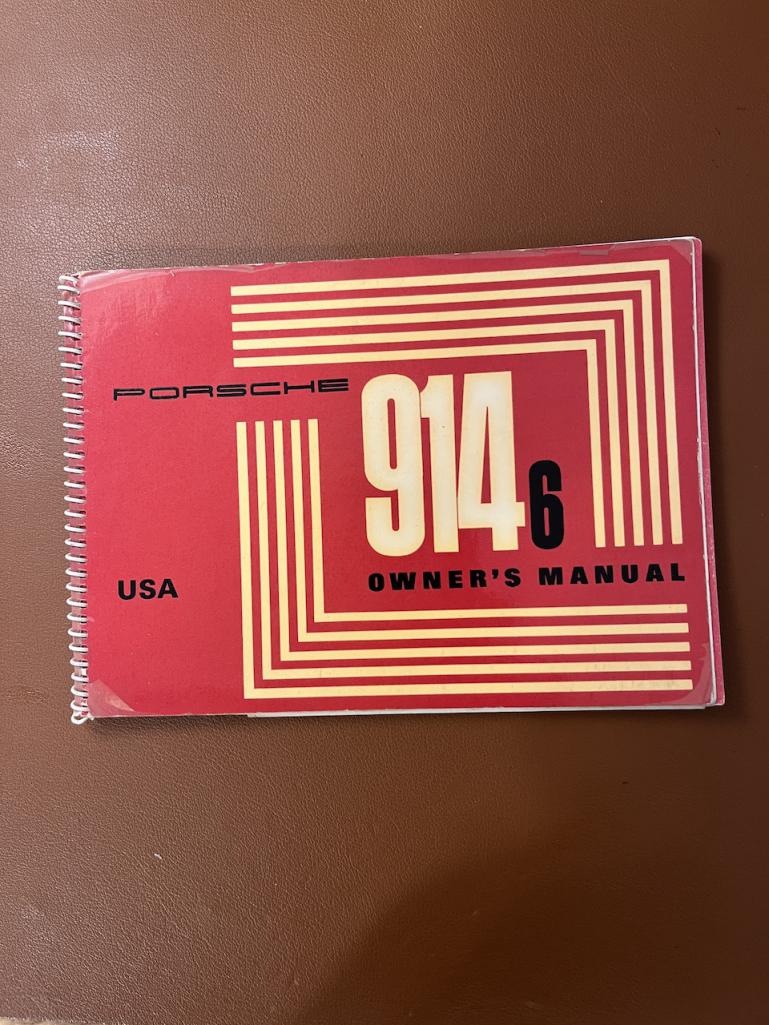 PORSCHE
914 6
OWNER'S MANUAL
USA